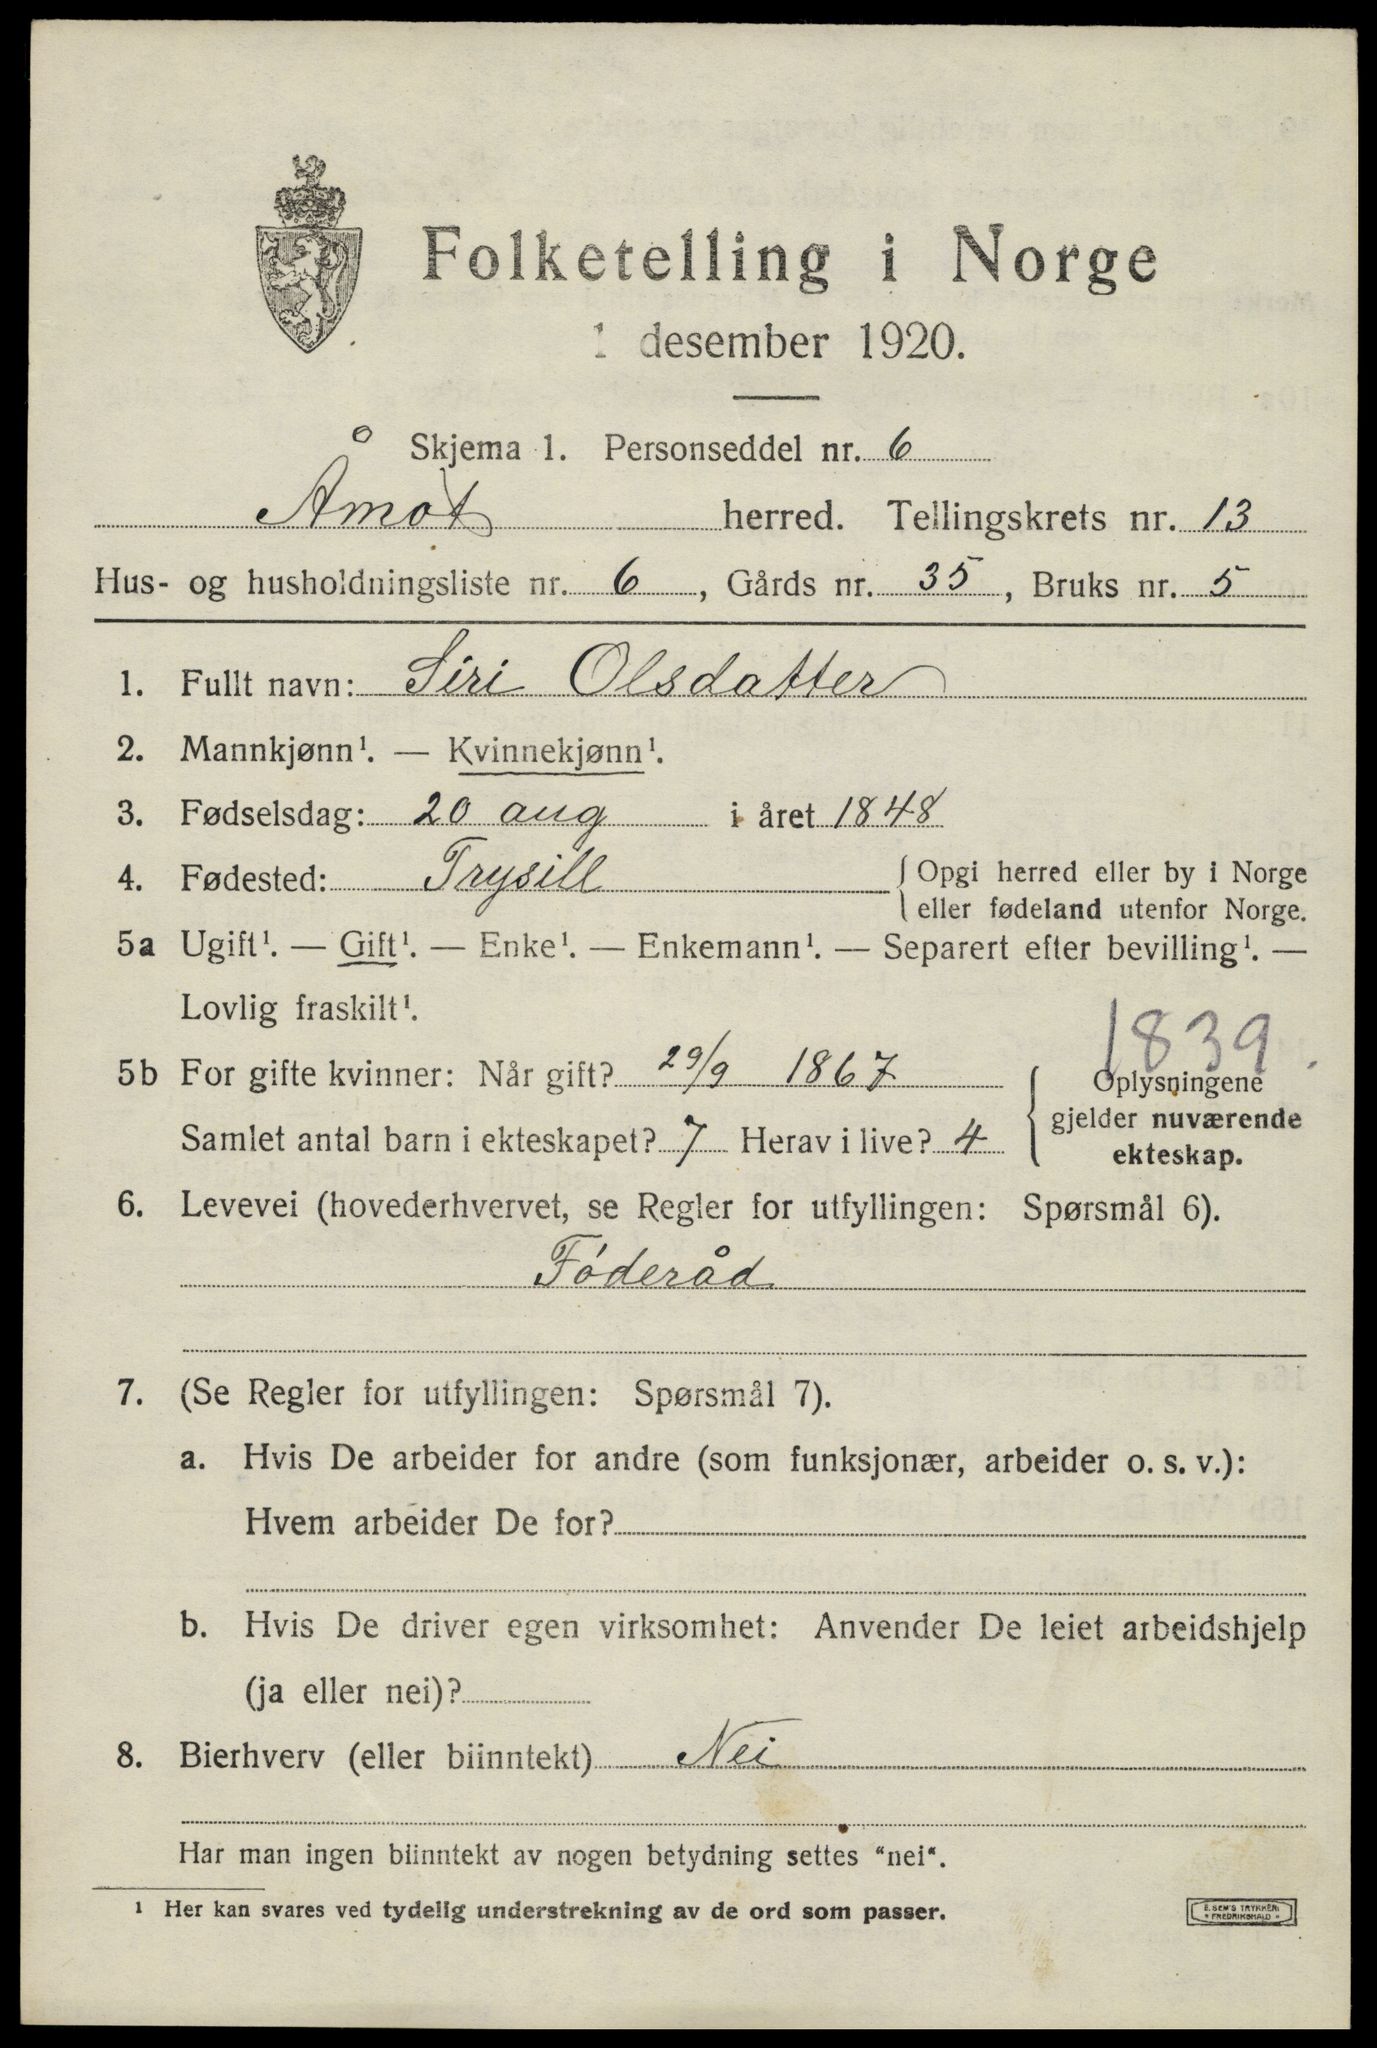 Folketelling i Norge
1 desember 1920.
Å Skjema 1. Personseddel nr. 6
Åmot herred. Tellingskrets nr. 13
Hus- og husholdningsliste nr. 6, Gårds nr. 35, Bruks nr. 5
1. Fullt navn: Siri Olsdatter
2. Mannkjønn¹. — Kvinnekjønn¹.
3. Fødselsdag: 20 aug i året 1848
4. Fødested: Trysill { Opgi herred eller by i Norge
eller fødeland utenfor Norge.
5a Ugift¹. — Gift¹. — Enke¹. — Enkemann¹. — Separert efter bevilling¹. —
Lovlig fraskilt¹.
1839.
5b For gifte kvinner: Når gift? 29/9 1867 { Oplysningene
gjelder nuværende
ekteskap.
Samlet antal barn i ekteskapet? 7 Herav i live? 4
6. Levevei (hovederhvervet, se Regler for utfyllingen: Spørsmål 6).
Föderåd
7. (Se Regler for utfyllingen: Spørsmål 7).
a. Hvis De arbeider for andre (som funksjonær, arbeider o. s. v.):
Hvem arbeider De for?
b. Hvis De driver egen virksomhet: Anvender De leiet arbeidshjelp
(ja eller nei)?
8. Bierhverv (eller biinntekt) Nei
Har man ingen biinntekt av nogen betydning settes "nei".
¹ Her kan svares ved tydelig understrekning av de ord som passer.
E. SEM'S TRYKKERI
FREDRIKSHALD